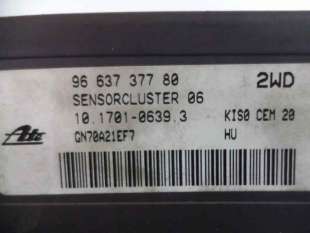 96 637 377 80 2WD
SENSORCLUSTER 06
10.1701-0639.3 KIS0 CEM 20
GN70A21EF7 HU
Ate